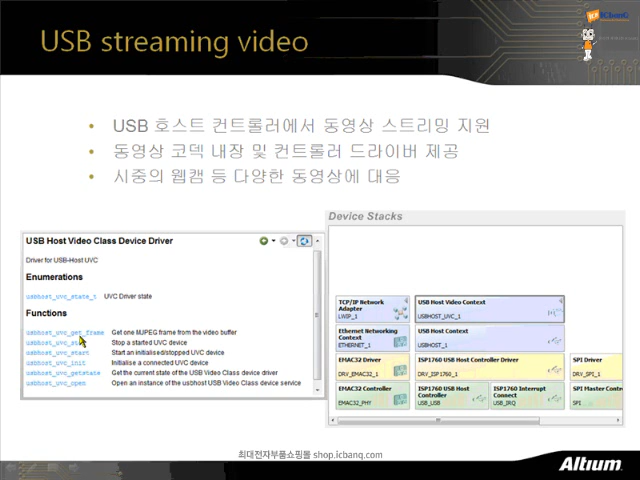 USB streaming video
• USB 호스트 컨트롤러에서 동영상 스트리밍 지원
• 동영상 코덱 내장 및 컨트롤러 드라이버 제공
• 시중의 웹캠 등 다양한 동영상에 대응
USB Host Video Class Device Driver
Driver for USB-Host UVC
Enumerations
usbhost_uvc_state_t UVC Driver state
Functions
usbhost_uvc_get_frame Get one MJPEG frame from the video buffer
Stop a started UVC device
usbhost_uvc_start Start an initialised/stopped UVC device
usbhost_uvc_init Initialise a connected UVC device
usbhost_uvc_getstate Get the current state of the USB Video Class device driver
usbhost_uvc_open Open an instance of the usbhost USB Video Class device service
Device Stacks
TCP/IP Network Adapter
LWIP_1
USB Host Video Context
USBHOST_UVC_1
Ethernet Networking Context
ETHERNET_1
USB Host Context
USBHOST_1
EMAC32 Driver
DRV_EMAC32_1
ISP1760 USB Host Controller Driver
DRV_ISP1760_1
SPI Driver
DRV_SPI_1
EMAC32 Controller
EMAC32_PHY
ISP1760 USB Host Controller
USB_USB
ISP1760 Interrupt Connect
USB_IRQ
SPI Master Contr
SPI
최대전자부품쇼핑몰 shop.icbanq.com
Altium